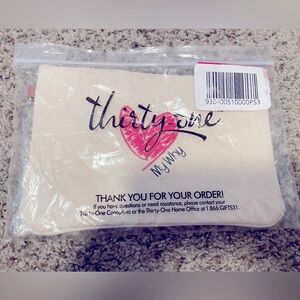 9304005100000PS3
thirty-one
My Why
THANK YOU FOR YOUR ORDER!
If you have questions or need assistance, please contact your
Thirty-One Consultant or the Thirty-One Home Office at 1.866.GIFTS31.